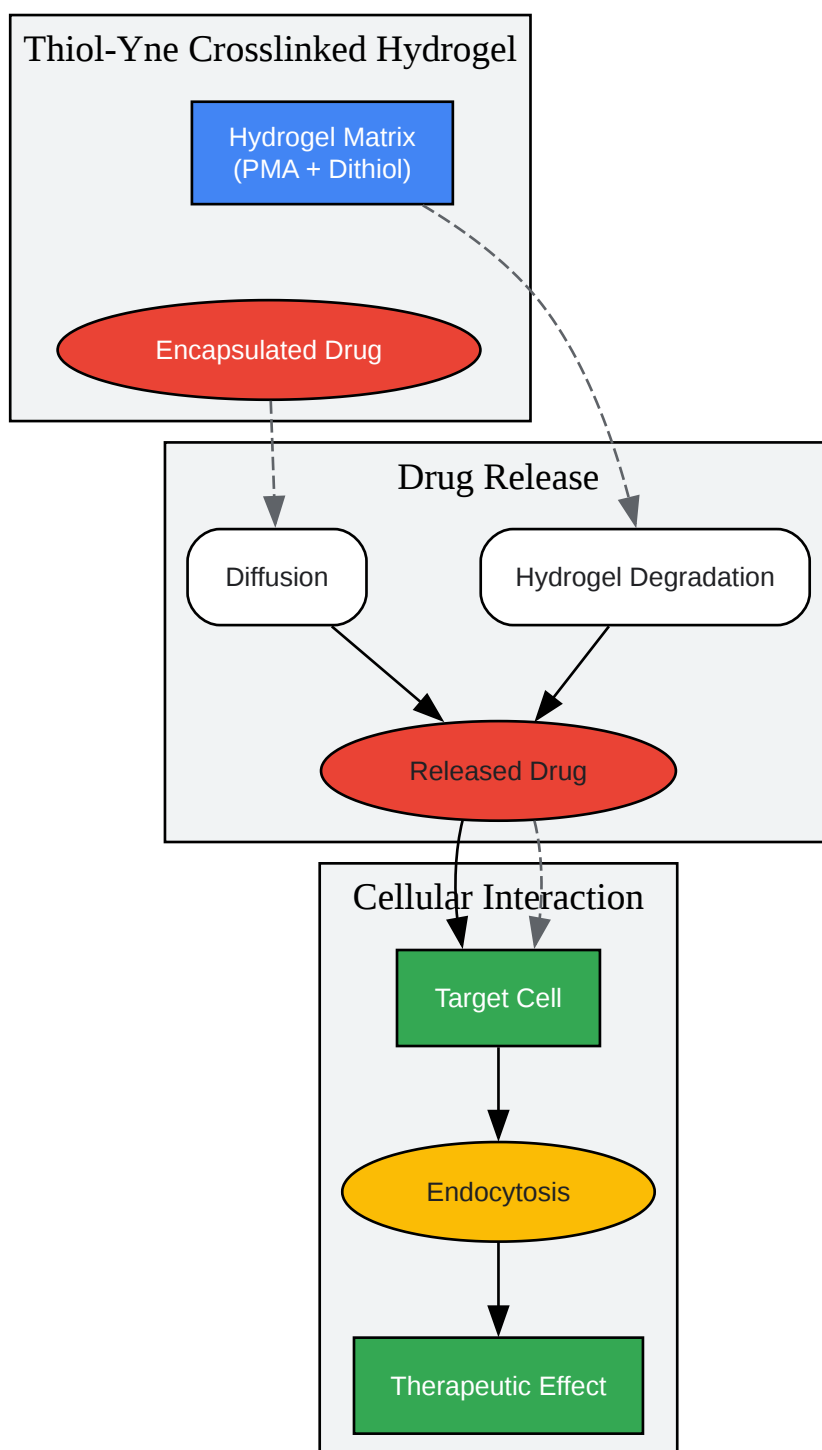 Thiol-Yne Crosslinked Hydrogel
Hydrogel Matrix
(PMA + Dithiol)
Encapsulated Drug
Drug Release
Diffusion
Hydrogel Degradation
Released Drug
Cellular Interaction
Target Cell
Endocytosis
Therapeutic Effect